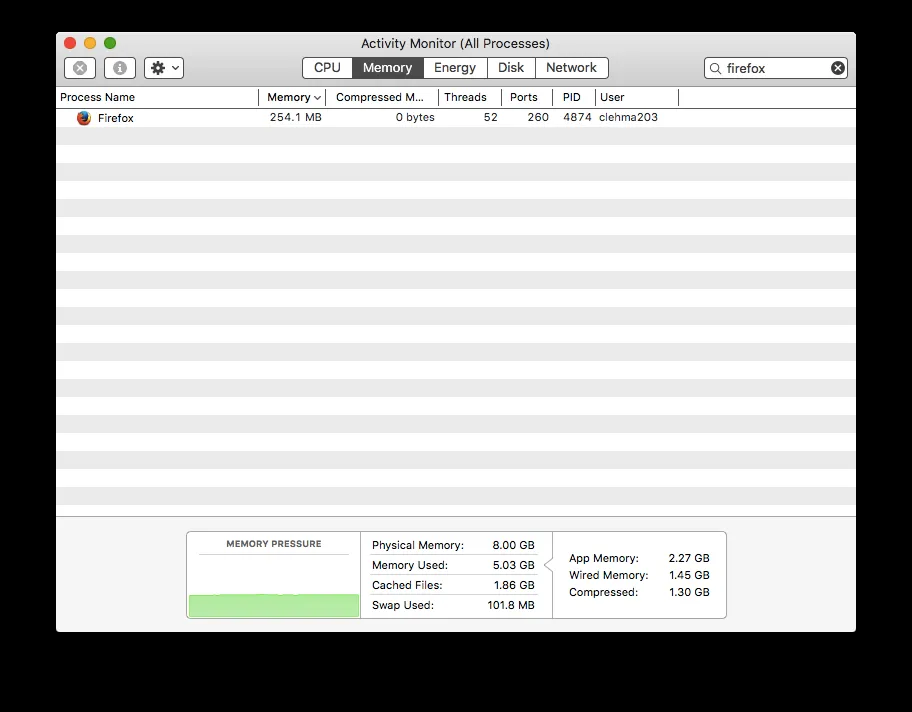 Activity Monitor (All Processes)
CPU Memory Energy Disk Network
firefox
Process Name Memory Compressed M... Threads Ports PID User
Firefox 254.1 MB 0 bytes 52 260 4874 clehma203
MEMORY PRESSURE
Physical Memory: 8.00 GB
Memory Used: 5.03 GB
Cached Files: 1.86 GB
Swap Used: 101.8 MB
App Memory: 2.27 GB
Wired Memory: 1.45 GB
Compressed: 1.30 GB